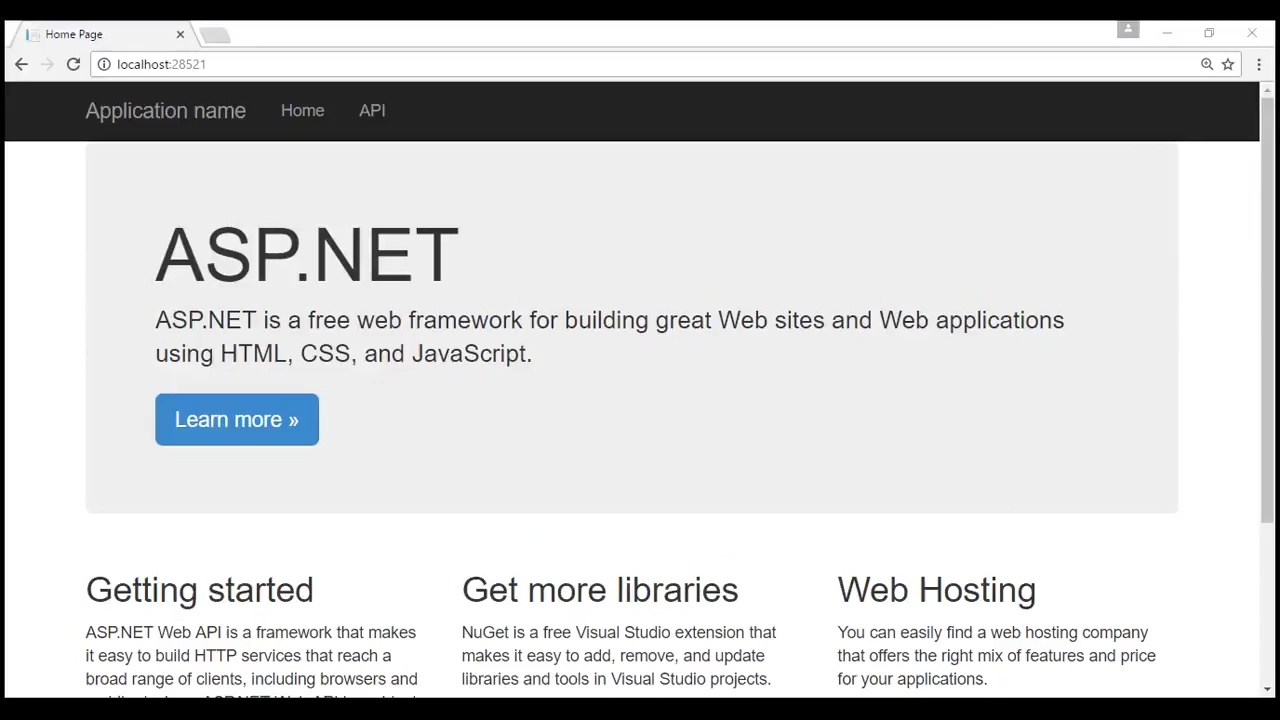 Home Page
localhost:28521
Application name Home API
ASP.NET
ASP.NET is a free web framework for building great Web sites and Web applications
using HTML, CSS, and JavaScript.
Learn more »
Getting started
ASP.NET Web API is a framework that makes
it easy to build HTTP services that reach a
broad range of clients, including browsers and
Get more libraries
NuGet is a free Visual Studio extension that
makes it easy to add, remove, and update
libraries and tools in Visual Studio projects.
Web Hosting
You can easily find a web hosting company
that offers the right mix of features and price
for your applications.